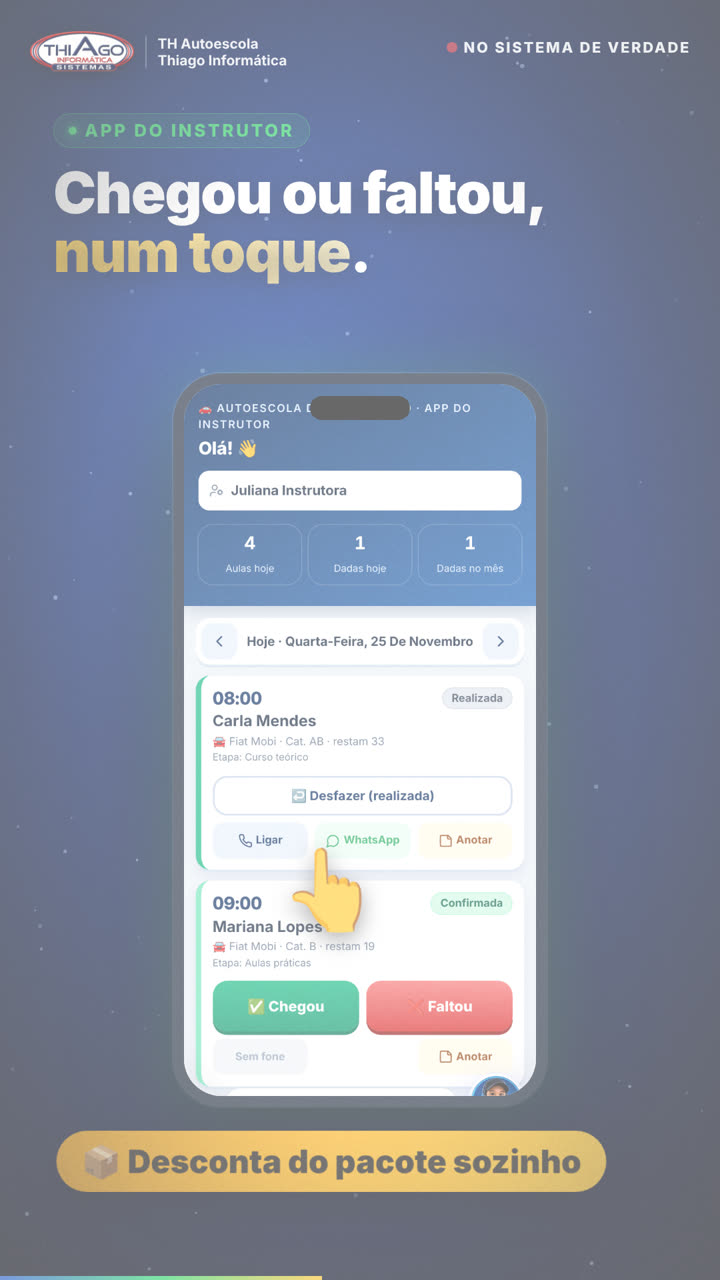 THIAGO
INFORMÁTICA
SISTEMAS
TH Autoescola
Thiago Informática
NO SISTEMA DE VERDADE
APP DO INSTRUTOR
Chegou ou faltou,
num toque.
AUTOESCOLA · APP DO
INSTRUTOR
Olá! 👋
Juliana Instrutora
4 1 1
Aulas hoje Dadas hoje Dadas no mês
Hoje · Quarta-Feira, 25 De Novembro
08:00 Realizada
Carla Mendes
Fiat Mobi · Cat. AB · restam 33
Etapa: Curso teórico
Desfazer (realizada)
Ligar WhatsApp Anotar
09:00 Confirmada
Mariana Lopes
Fiat Mobi · Cat. B · restam 19
Etapa: Aulas práticas
✅ Chegou ❌ Faltou
Sem fone Anotar
📦 Desconta do pacote sozinho